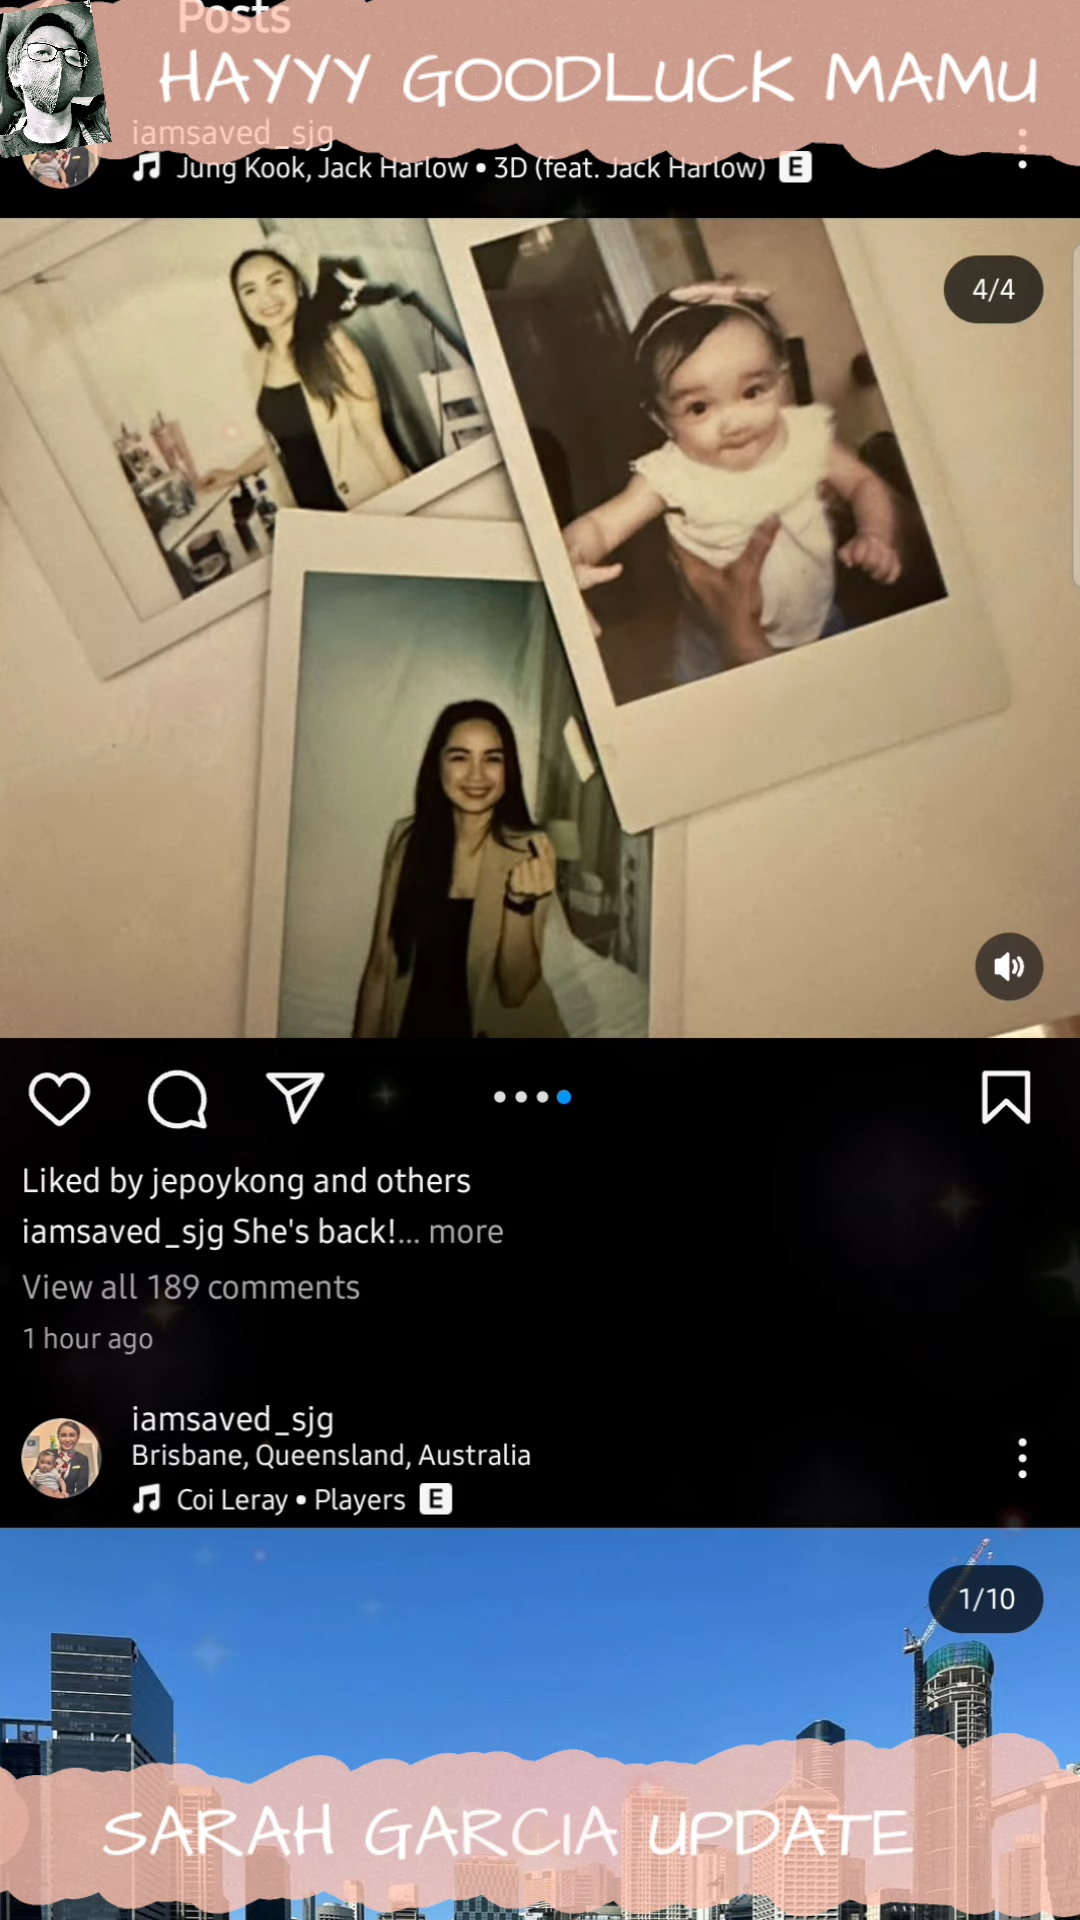 Posts
HAYYY GOODLUCK MAMU
iamsaved_sjg
Jung Kook, Jack Harlow • 3D (feat. Jack Harlow) E
4/4
Liked by jepoykong and others
iamsaved_sjg She's back!... more
View all 189 comments
1 hour ago
iamsaved_sjg
Brisbane, Queensland, Australia
Coi Leray • Players E
1/10
SARAH GARCIA UPDATE